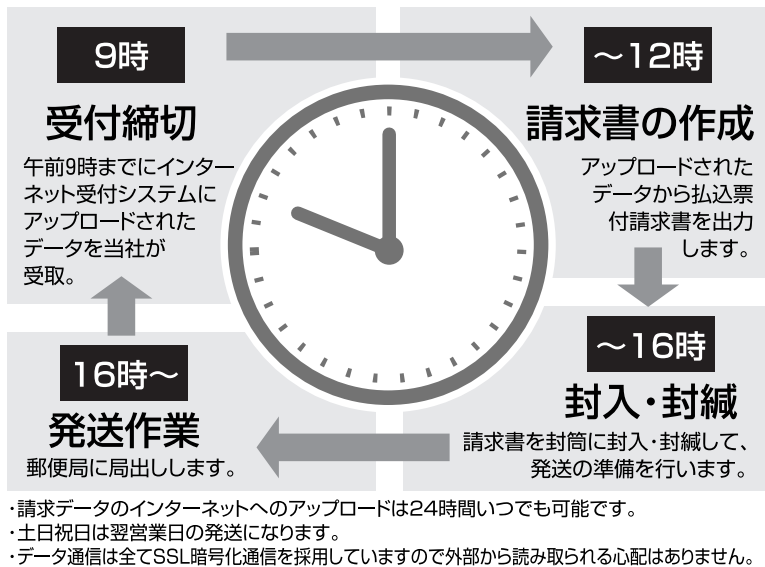 9時
受付締切
午前9時までにインター
ネット受付システムに
アップロードされた
データを当社が
受取。
～12時
請求書の作成
アップロードされた
データから払込票
付請求書を出力
します。
～16時
封入・封緘
請求書を封筒に封入・封緘して、
発送の準備を行います。
16時～
発送作業
郵便局に局出しします。
・請求データのインターネットへのアップロードは24時間いつでも可能です。
・土日祝日は翌営業日の発送になります。
・データ通信は全てSSL暗号化通信を採用していますので外部から読み取られる心配はありません。